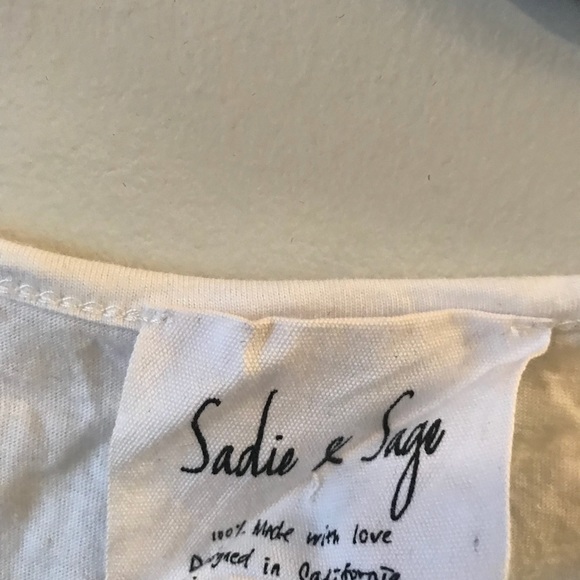 Sadie & Sage
100% Made with love
Designed in California